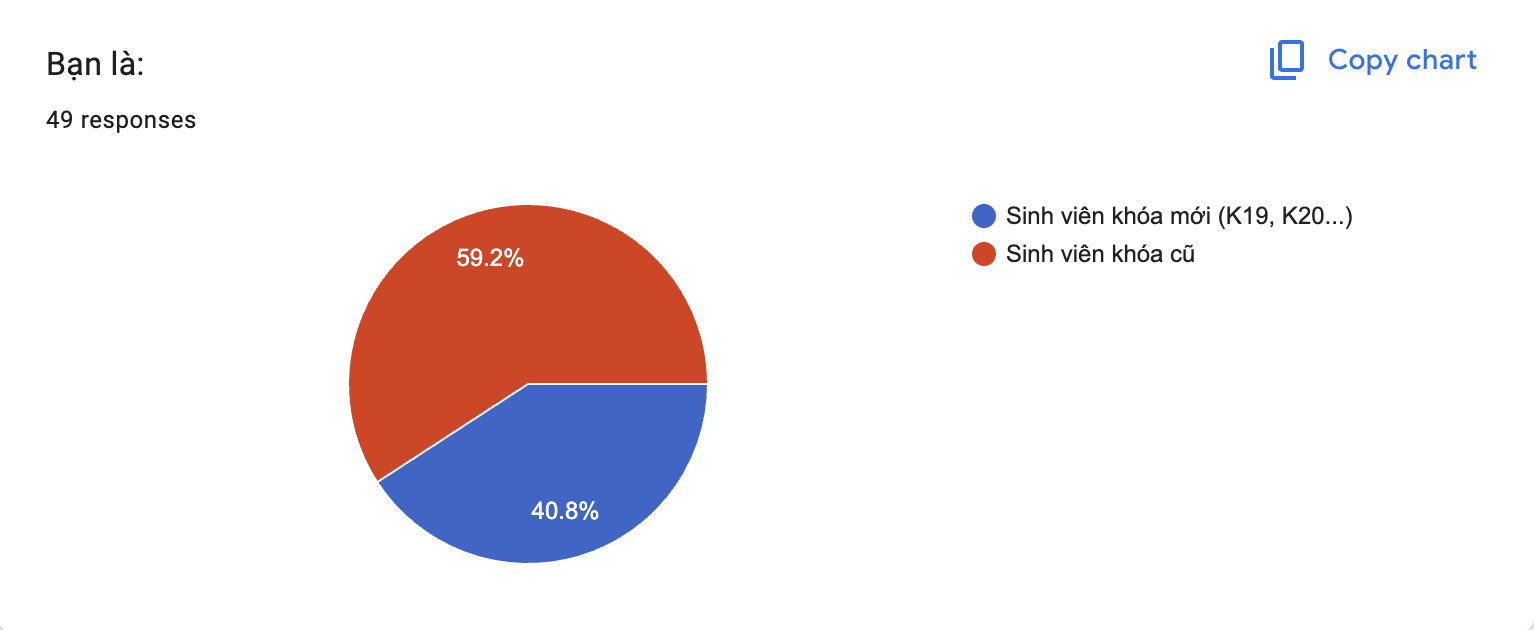 Bạn là:
Copy chart
49 responses
Sinh viên khóa mới (K19, K20...)
Sinh viên khóa cũ
59.2%
40.8%